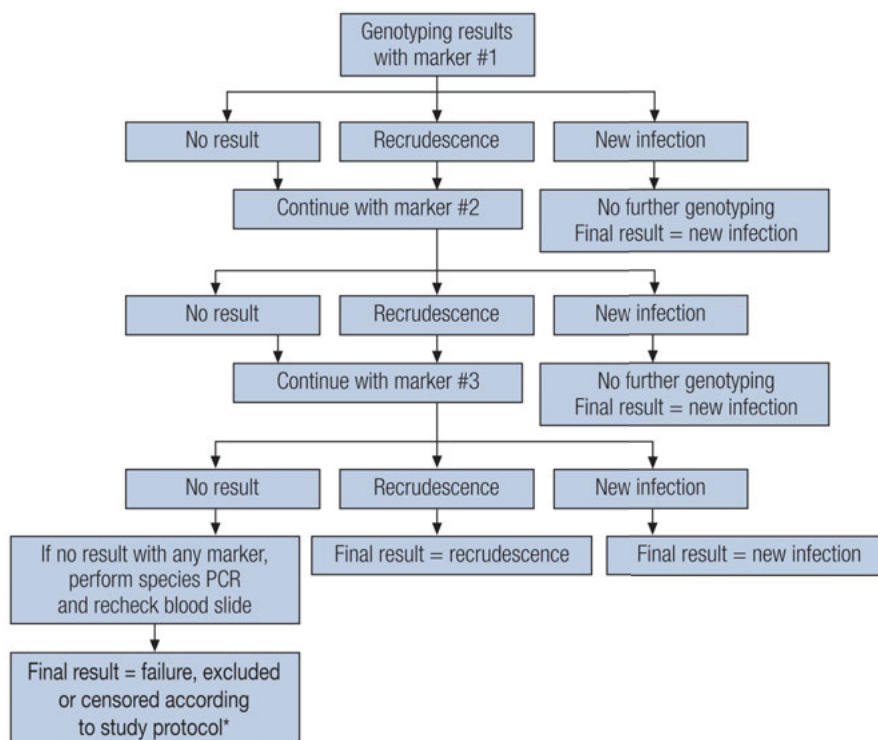 Genotyping results
with marker #1
No result
Recrudescence
New infection
Continue with marker #2
No further genotyping
Final result = new infection
No result
Recrudescence
New infection
Continue with marker #3
No further genotyping
Final result = new infection
No result
Recrudescence
New infection
If no result with any marker,
perform species PCR
and recheck blood slide
Final result = recrudescence
Final result = new infection
Final result = failure, excluded
or censored according
to study protocol*